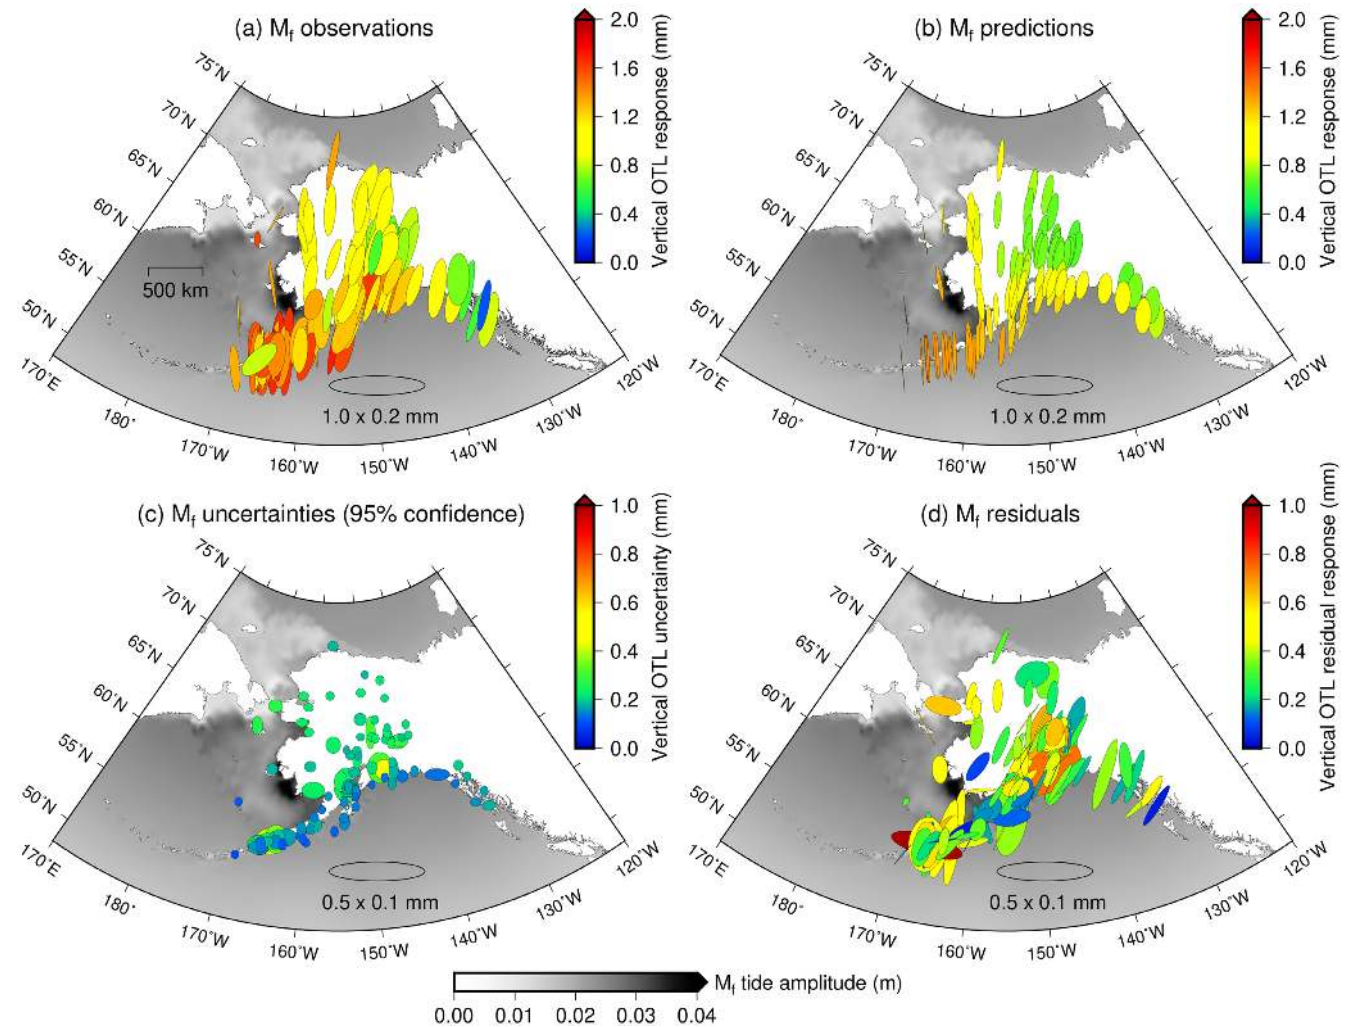 (a) Mf observations
75°N
70°N
65°N
60°N
55°N
50°N
170°E
180°
170°W
160°W
150°W
140°W
130°W
120°W
500 km
1.0 x 0.2 mm
2.0
1.6
1.2
0.8
0.4
0.0
Vertical OTL response (mm)
(b) Mf predictions
75°N
70°N
65°N
60°N
55°N
50°N
170°E
180°
170°W
160°W
150°W
140°W
130°W
120°W
1.0 x 0.2 mm
2.0
1.6
1.2
0.8
0.4
0.0
Vertical OTL response (mm)
(c) Mf uncertainties (95% confidence)
75°N
70°N
65°N
60°N
55°N
50°N
170°E
180°
170°W
160°W
150°W
140°W
130°W
120°W
0.5 x 0.1 mm
1.0
0.8
0.6
0.4
0.2
0.0
Vertical OTL uncertainty (mm)
(d) Mf residuals
75°N
70°N
65°N
60°N
55°N
50°N
170°E
180°
170°W
160°W
150°W
140°W
130°W
120°W
0.5 x 0.1 mm
1.0
0.8
0.6
0.4
0.2
0.0
Vertical OTL residual response (mm)
Mf tide amplitude (m)
0.00 0.01 0.02 0.03 0.04